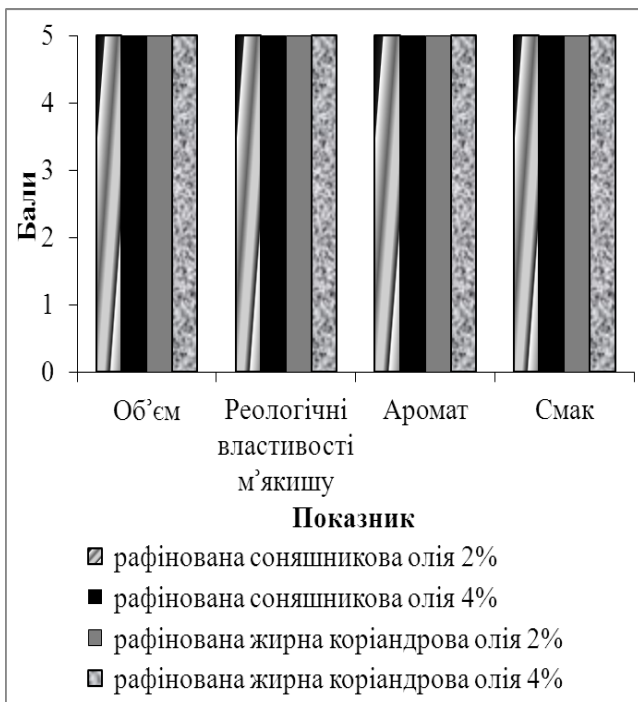 5
4
3
2
1
0
Бали
Об’єм
Реологічні
властивості
м’якишу
Аромат
Смак
Показник
рафінована соняшникова олія 2%
рафінована соняшникова олія 4%
рафінована жирна коріандрова олія 2%
рафінована жирна коріандрова олія 4%